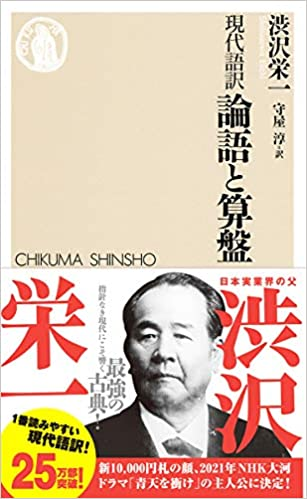 渋沢栄一
Shibusawa Eiichi
守屋 淳・訳
現代語訳
論語と算盤
CHIKUMA SHINSHO
日本実業界の父
渋沢
栄一
指針なき現代にこそ響く、
最強の
古典!
1番読みやすい
現代語訳!
25万部突破!
新10,000円札の顔、2021年NHK大河
ドラマ「青天を衝け」の主人公に決定!